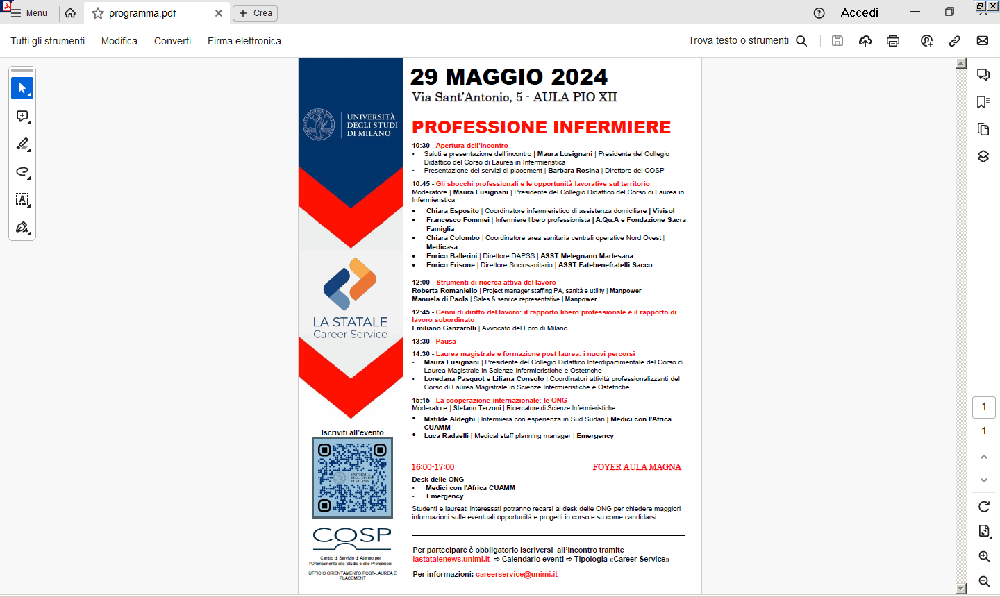 Menu
programma.pdf
Crea
Accedi
Tutti gli strumenti
Modifica
Converti
Firma elettronica
Trova testo o strumenti
UNIVERSITÀ
DEGLI STUDI
DI MILANO
LA STATALE
Career Service
Iscriviti all'evento
UNIVERSITÀ
DEGLI STUDI
DI MILANO
COSP
Centro di Servizio di Ateneo per
l'Orientamento allo Studio e alle Professioni
UFFICIO ORIENTAMENTO POST-LAUREA E
PLACEMENT
29 MAGGIO 2024
Via Sant'Antonio, 5 - AULA PIO XII
PROFESSIONE INFERMIERE
10:30 - Apertura dell'incontro
• Saluti e presentazione dell'incontro | Maura Lusignani | Presidente del Collegio
Didattico del Corso di Laurea in Infermieristica
• Presentazione dei servizi di placement | Barbara Rosina | Direttore del COSP
10:45 - Gli sbocchi professionali e le opportunità lavorative sul territorio
Moderatore | Maura Lusignani | Presidente del Collegio Didattico del Corso di Laurea in
Infermieristica
• Chiara Esposito | Coordinatore infermieristico di assistenza domiciliare | Vivisol
• Francesco Fommei | Infermiere libero professionista | A.Qu.A e Fondazione Sacra
Famiglia
• Chiara Colombo | Coordinatore area sanitaria centrali operative Nord Ovest |
Medicasa
• Enrico Ballerini | Direttore DAPSS | ASST Melegnano Martesana
• Enrico Frisone | Direttore Sociosanitario | ASST Fatebenefratelli Sacco
12:00 - Strumenti di ricerca attiva del lavoro
Roberta Romaniello | Project manager staffing PA, sanità e utility | Manpower
Manuela di Paola | Sales & service representative | Manpower
12:45 - Cenni di diritto del lavoro: il rapporto libero professionale e il rapporto di
lavoro subordinato
Emiliano Ganzarolli | Avvocato del Foro di Milano
13:30 - Pausa
14:30 - Laurea magistrale e formazione post laurea: i nuovi percorsi
• Maura Lusignani | Presidente del Collegio Didattico Interdipartimentale del Corso di
Laurea Magistrale in Scienze Infermieristiche e Ostetriche
• Loredana Pasquot e Liliana Consolo | Coordinatori attività professionalizzanti del
Corso di Laurea Magistrale in Scienze Infermieristiche e Ostetriche
15:15 - La cooperazione internazionale: le ONG
Moderatore | Stefano Terzoni | Ricercatore di Scienze Infermieristiche
• Matilde Aldeghi | Infermiera con esperienza in Sud Sudan | Medici con l'Africa
CUAMM
• Luca Radaelli | Medical staff planning manager | Emergency
16:00-17:00 FOYER AULA MAGNA
Desk delle ONG
• Medici con l'Africa CUAMM
• Emergency
Studenti e laureati interessati potranno recarsi ai desk delle ONG per chiedere maggiori
informazioni sulle eventuali opportunità e progetti in corso e su come candidarsi.
Per partecipare è obbligatorio iscriversi all'incontro tramite
lastatalenews.unimi.it ⇨ Calendario eventi ⇨ Tipologia «Career Service»
Per informazioni: careerservice@unimi.it
1
1